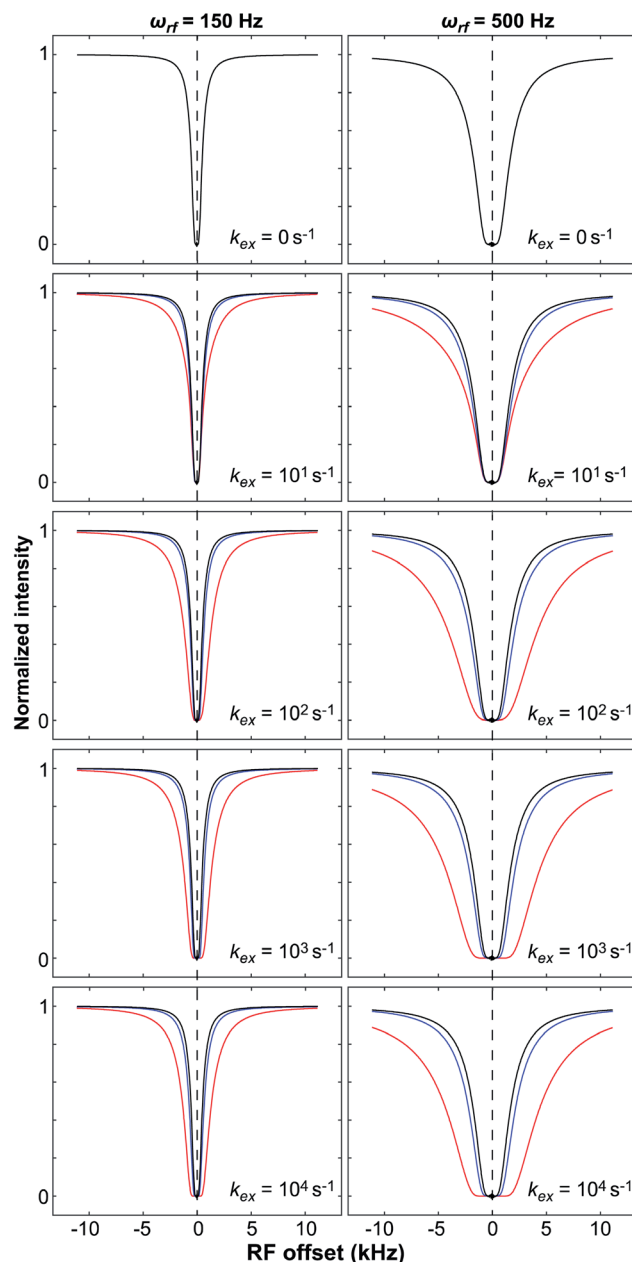 ω_rf = 150 Hz
ω_rf = 500 Hz
1
0
k_ex = 0 s⁻¹
k_ex = 0 s⁻¹
1
0
k_ex = 10¹ s⁻¹
k_ex= 10¹ s⁻¹
Normalized intensity
1
0
k_ex = 10² s⁻¹
k_ex = 10² s⁻¹
1
0
k_ex = 10³ s⁻¹
k_ex = 10³ s⁻¹
1
0
k_ex = 10⁴ s⁻¹
k_ex = 10⁴ s⁻¹
-10 -5 0 5 10
-10 -5 0 5 10
RF offset (kHz)